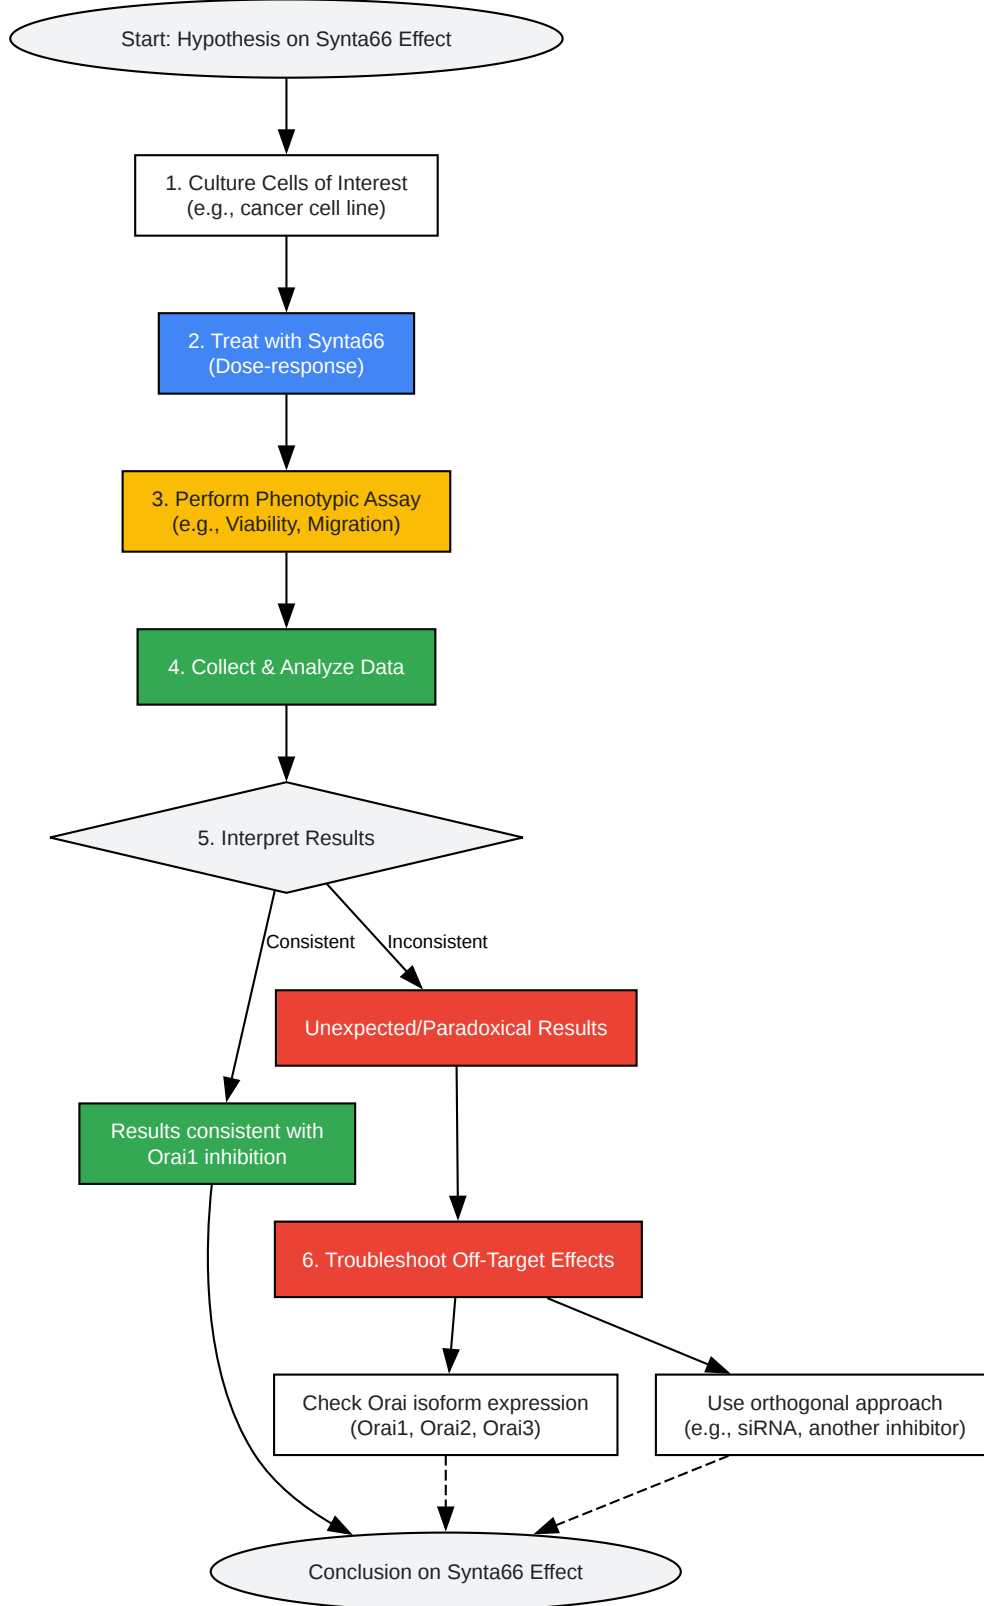 Start: Hypothesis on Synta66 Effect
1. Culture Cells of Interest
(e.g., cancer cell line)
2. Treat with Synta66
(Dose-response)
3. Perform Phenotypic Assay
(e.g., Viability, Migration)
4. Collect & Analyze Data
5. Interpret Results
Consistent
Inconsistent
Unexpected/Paradoxical Results
Results consistent with
Orai1 inhibition
6. Troubleshoot Off-Target Effects
Check Orai isoform expression
(Orai1, Orai2, Orai3)
Use orthogonal approach
(e.g., siRNA, another inhibitor)
Conclusion on Synta66 Effect